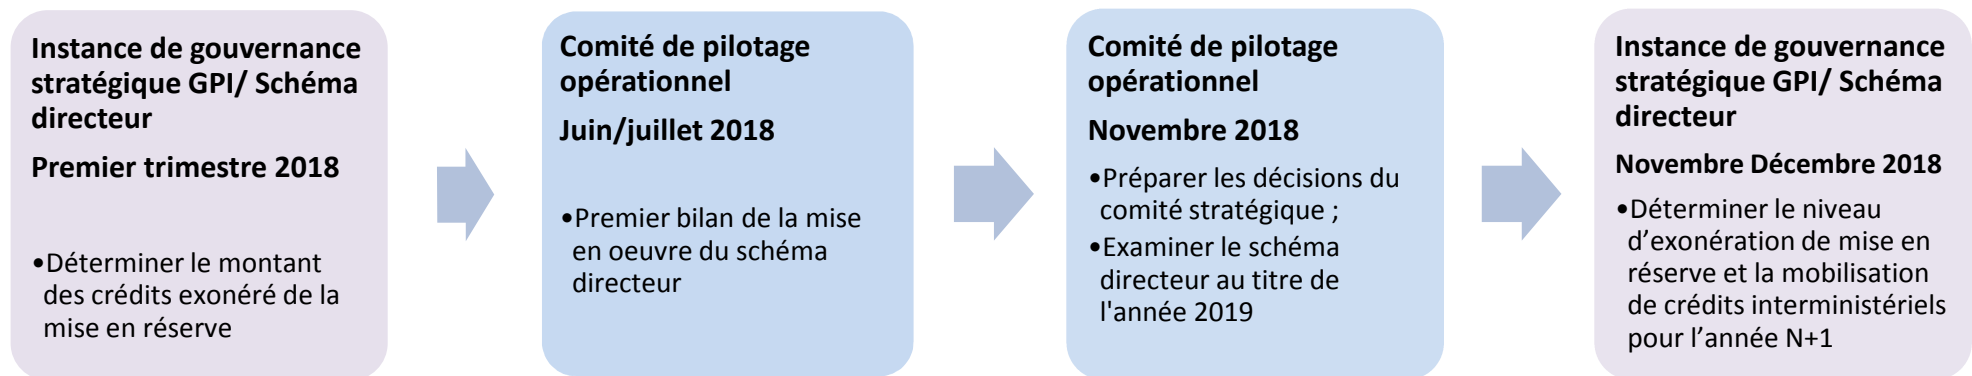 Instance de gouvernance
stratégique GPI/ Schéma
directeur
Premier trimestre 2018
•Déterminer le montant
des crédits exonéré de la
mise en réserve
Comité de pilotage
opérationnel
Juin/juillet 2018
•Premier bilan de la mise
en oeuvre du schéma
directeur
Comité de pilotage
opérationnel
Novembre 2018
•Préparer les décisions du
comité stratégique ;
•Examiner le schéma
directeur au titre de
l'année 2019
Instance de gouvernance
stratégique GPI/ Schéma
directeur
Novembre Décembre 2018
•Déterminer le niveau
d’exonération de mise en
réserve et la mobilisation
de crédits interministériels
pour l’année N+1